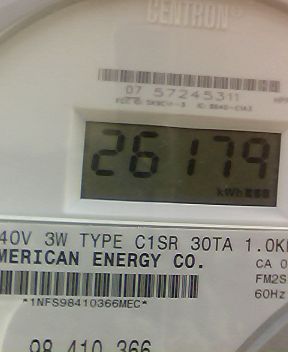 CENTRON®
07 57245311
26179
kWh
40V 3W TYPE C1SR 30TA 1.0K
MERICAN ENERGY CO.
CA 0
FM2S
60Hz
*1NFS98410366MEC*
98 410 366